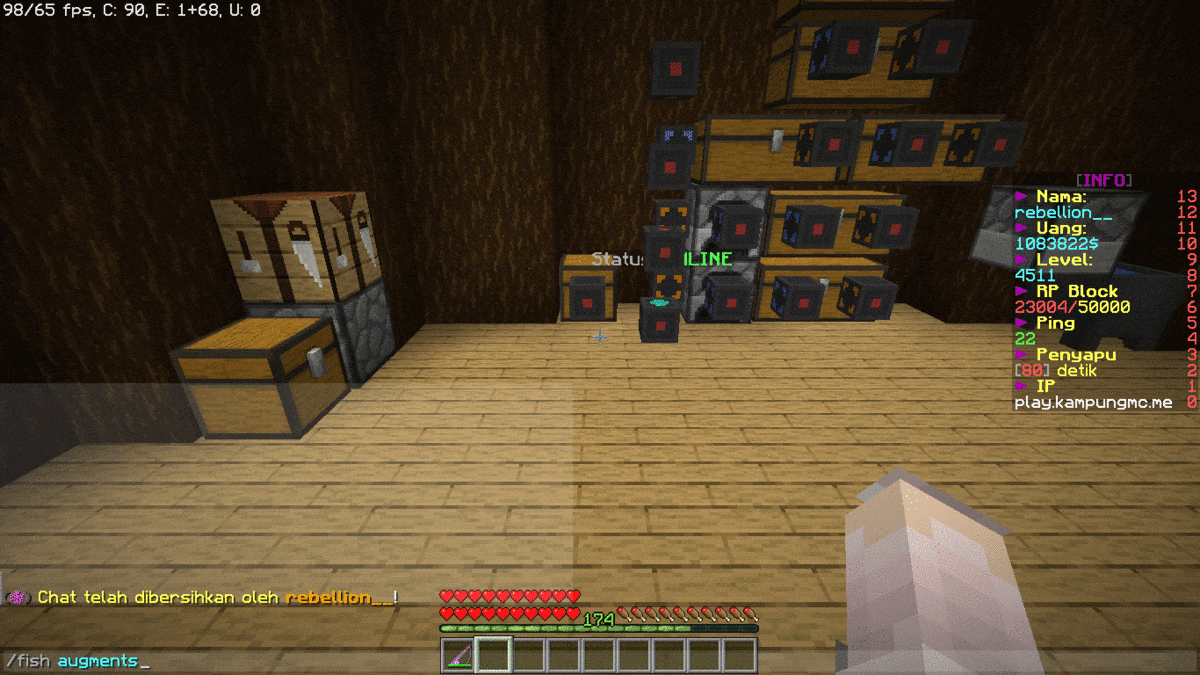 98/65 fps, C: 90, E: 1+68, U: 0
[INFO]
Nama: 13
rebellion__ 12
Uang: 11
1083822$ 10
Level: 9
4511 8
RP Block 7
23004/50000 6
Ping 5
22 4
Penyapu 3
[80] detik 2
IP 1
play.kampungmc.me 0
Status
LINE
Chat telah dibersihkan oleh rebellion__!
174
/fish augments_